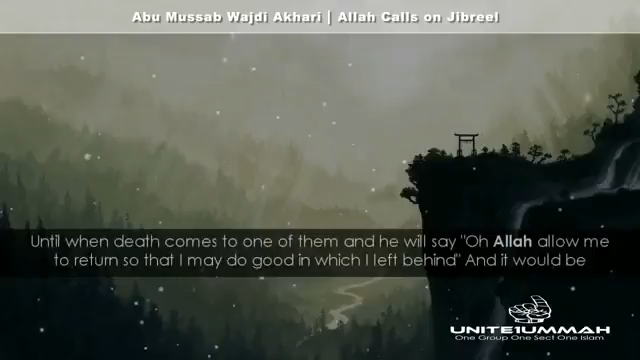 Abu Mussab Wajdi Akhari | Allah Calls on Jibreel
Until when death comes to one of them and he will say "Oh Allah allow me
to return so that I may do good in which I left behind" And it would be
UNITE1UMMAH
One Group One Sect One Islam